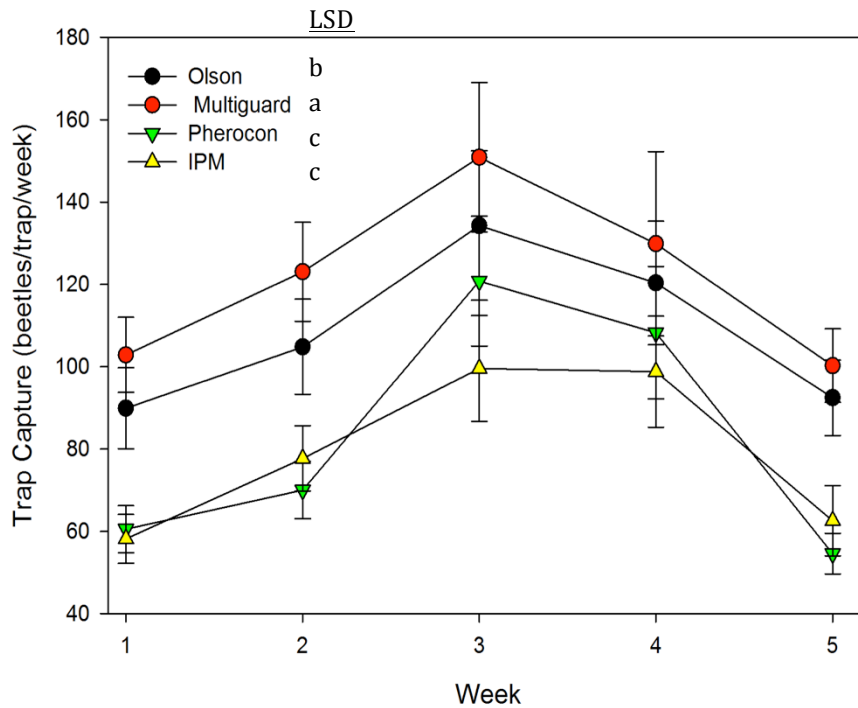 LSD
180
Olson b
Multiguard a
160
Pherocon c
IPM c
140
120
100
80
60
40
Trap Capture (beetles/trap/week)
1 2 3 4 5
Week